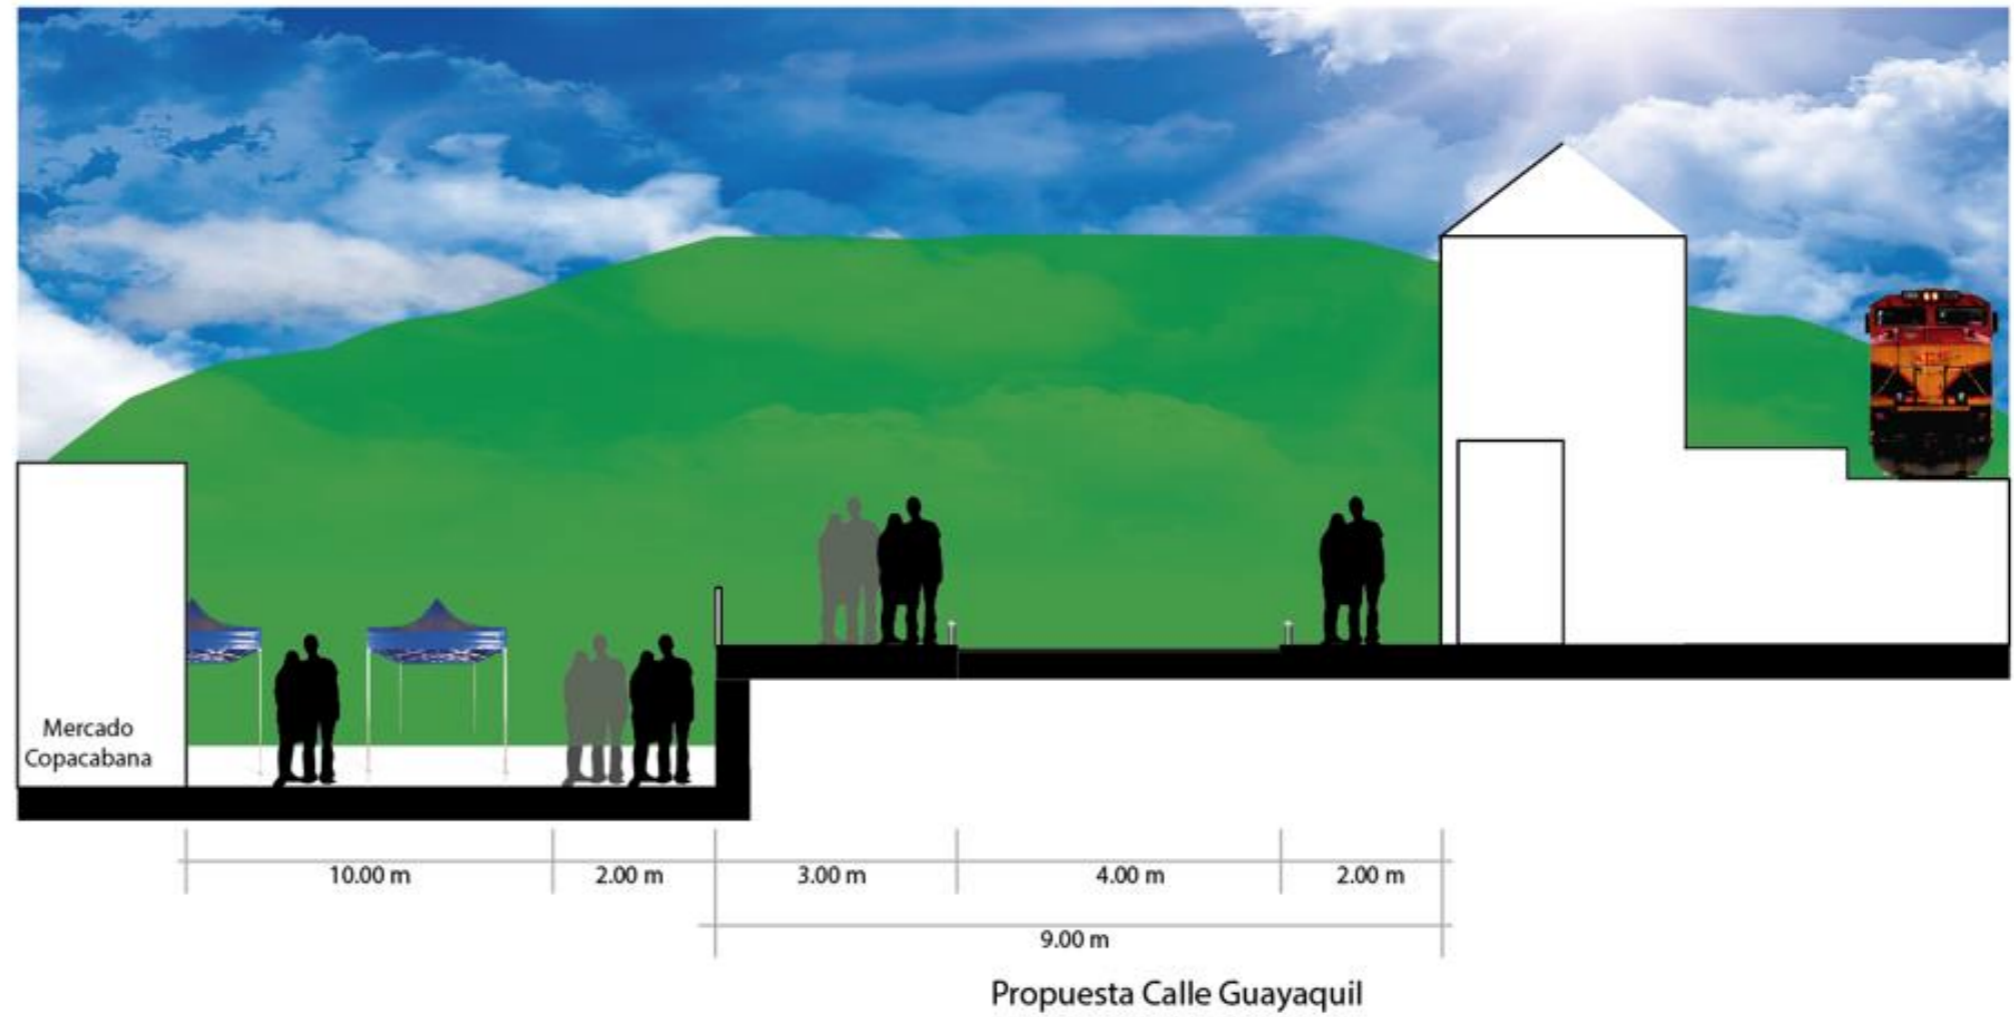 Mercado
Copacabana
10.00 m
2.00 m
3.00 m
4.00 m
2.00 m
9.00 m
Propuesta Calle Guayaquil